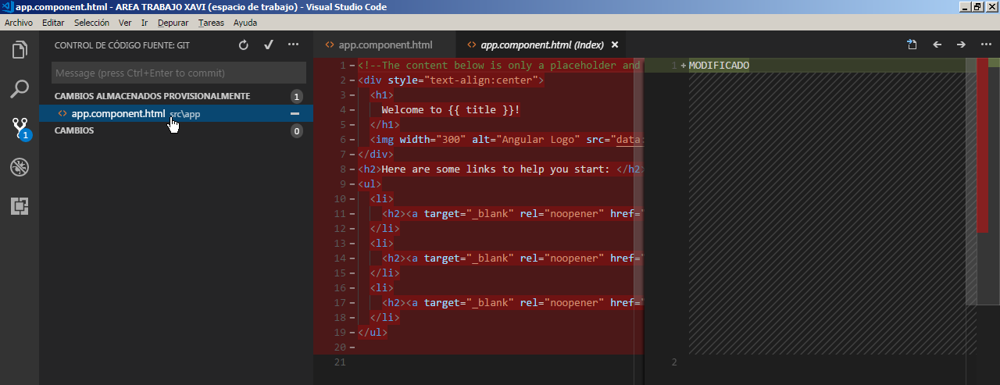 app.component.html - AREA TRABAJO XAVI (espacio de trabajo) - Visual Studio Code
Archivo Editar Selección Ver Ir Depurar Tareas Ayuda
CONTROL DE CÓDIGO FUENTE: GIT
Message (press Ctrl+Enter to commit)
CAMBIOS ALMACENADOS PROVISIONALMENTE 1
app.component.html src\app
CAMBIOS 0
1
app.component.html
app.component.html (Index)
1 - <!--The content below is only a placeholder and
2 - <div style="text-align:center">
3 - <h1>
4 - Welcome to {{ title }}!
5 - </h1>
6 - <img width="300" alt="Angular Logo" src="data:
7 - </div>
8 - <h2>Here are some links to help you start: </h2
9 - <ul>
10 - <li>
11 - <h2><a target="_blank" rel="noopener" href="
12 - </li>
13 - <li>
14 - <h2><a target="_blank" rel="noopener" href="
15 - </li>
16 - <li>
17 - <h2><a target="_blank" rel="noopener" href="
18 - </li>
19 - </ul>
20 -
21
1 + MODIFICADO
2